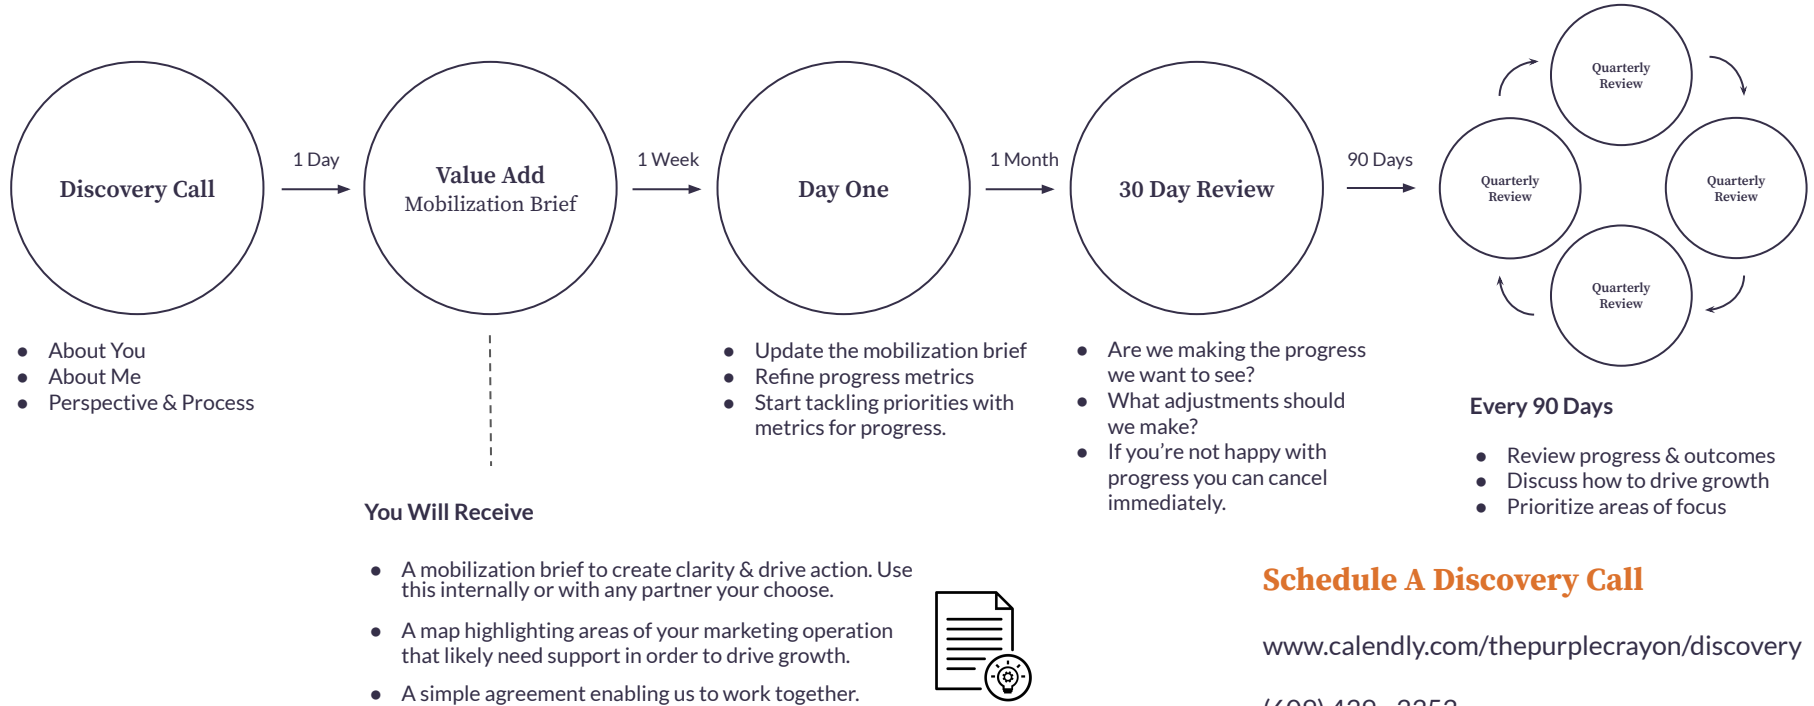 Discovery Call
1 Day
Value Add
Mobilization Brief
1 Week
Day One
1 Month
30 Day Review
90 Days
Quarterly
Review
Quarterly
Review
Quarterly
Review
Quarterly
Review
● About You
● About Me
● Perspective & Process
You Will Receive
● A mobilization brief to create clarity & drive action. Use
this internally or with any partner your choose.
● A map highlighting areas of your marketing operation
that likely need support in order to drive growth.
● A simple agreement enabling us to work together.
● Update the mobilization brief
● Refine progress metrics
● Start tackling priorities with
metrics for progress.
● Are we making the progress
we want to see?
● What adjustments should
we make?
● If you’re not happy with
progress you can cancel
immediately.
Every 90 Days
● Review progress & outcomes
● Discuss how to drive growth
● Prioritize areas of focus
Schedule A Discovery Call
www.calendly.com/thepurplecrayon/discovery